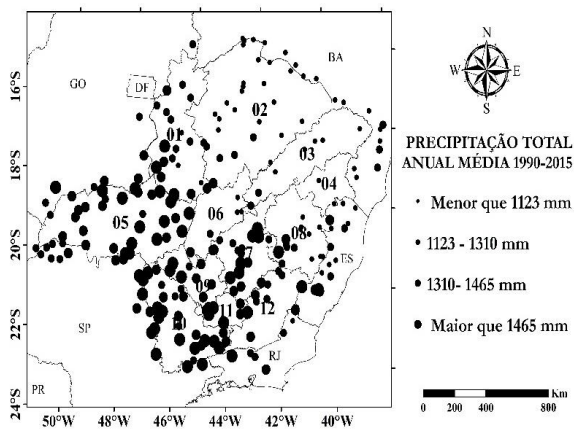 GO
DF
BA
01
02
03
04
05
06
08
09
10
11
12
ES
SP
RJ
PR
16°S
18°S
20°S
22°S
24°S
50°W
48°W
46°W
44°W
42°W
40°W
N
W
E
S
PRECIPITAÇÃO TOTAL
ANUAL MÉDIA 1990-2015
Menor que 1123 mm
1123 - 1310 mm
1310- 1465 mm
Maior que 1465 mm
Km
0 200 400 800